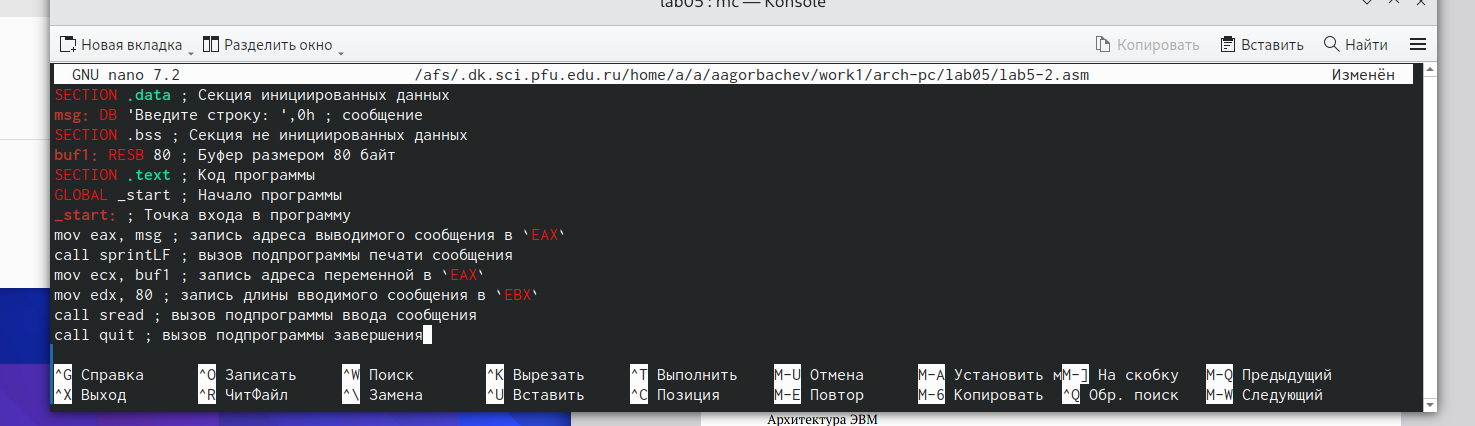 lab05 : mc — Konsole
Новая вкладка Разделить окно Копировать Вставить Найти
GNU nano 7.2 /afs/.dk.sci.pfu.edu.ru/home/a/a/aagorbachev/work1/arch-pc/lab05/lab5-2.asm Изменён
SECTION .data ; Секция инициированных данных
msg: DB 'Введите строку: ',0h ; сообщение
SECTION .bss ; Секция не инициированных данных
buf1: RESB 80 ; Буфер размером 80 байт
SECTION .text ; Код программы
GLOBAL _start ; Начало программы
_start: ; Точка входа в программу
mov eax, msg ; запись адреса выводимого сообщения в `EAX`
call sprintLF ; вызов подпрограммы печати сообщения
mov ecx, buf1 ; запись адреса переменной в `EAX`
mov edx, 80 ; запись длины вводимого сообщения в `EBX`
call sread ; вызов подпрограммы ввода сообщения
call quit ; вызов подпрограммы завершения
^G Справка ^O Записать ^W Поиск ^K Вырезать ^T Выполнить M-U Отмена M-A Установить мM-] На скобку M-Q Предыдущий
^X Выход ^R ЧитФайл ^\ Замена ^U Вставить ^C Позиция M-E Повтор M-6 Копировать ^Q Обр. поиск M-W Следующий
Архитектура ЭВМ